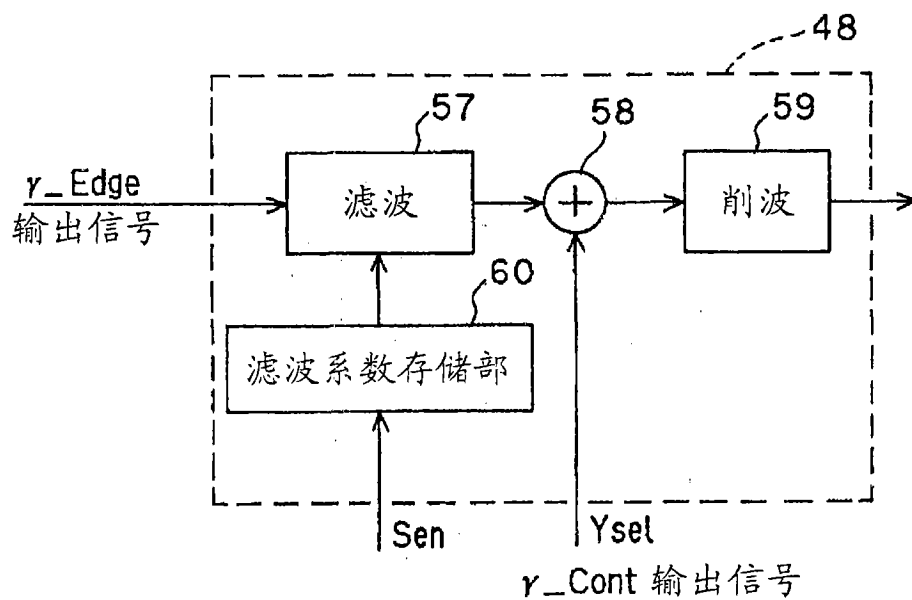 48
57
58
59
γ_Edge
输出信号
滤波
+
削波
60
滤波系数存储部
Sen
Ysel
γ_Cont 输出信号